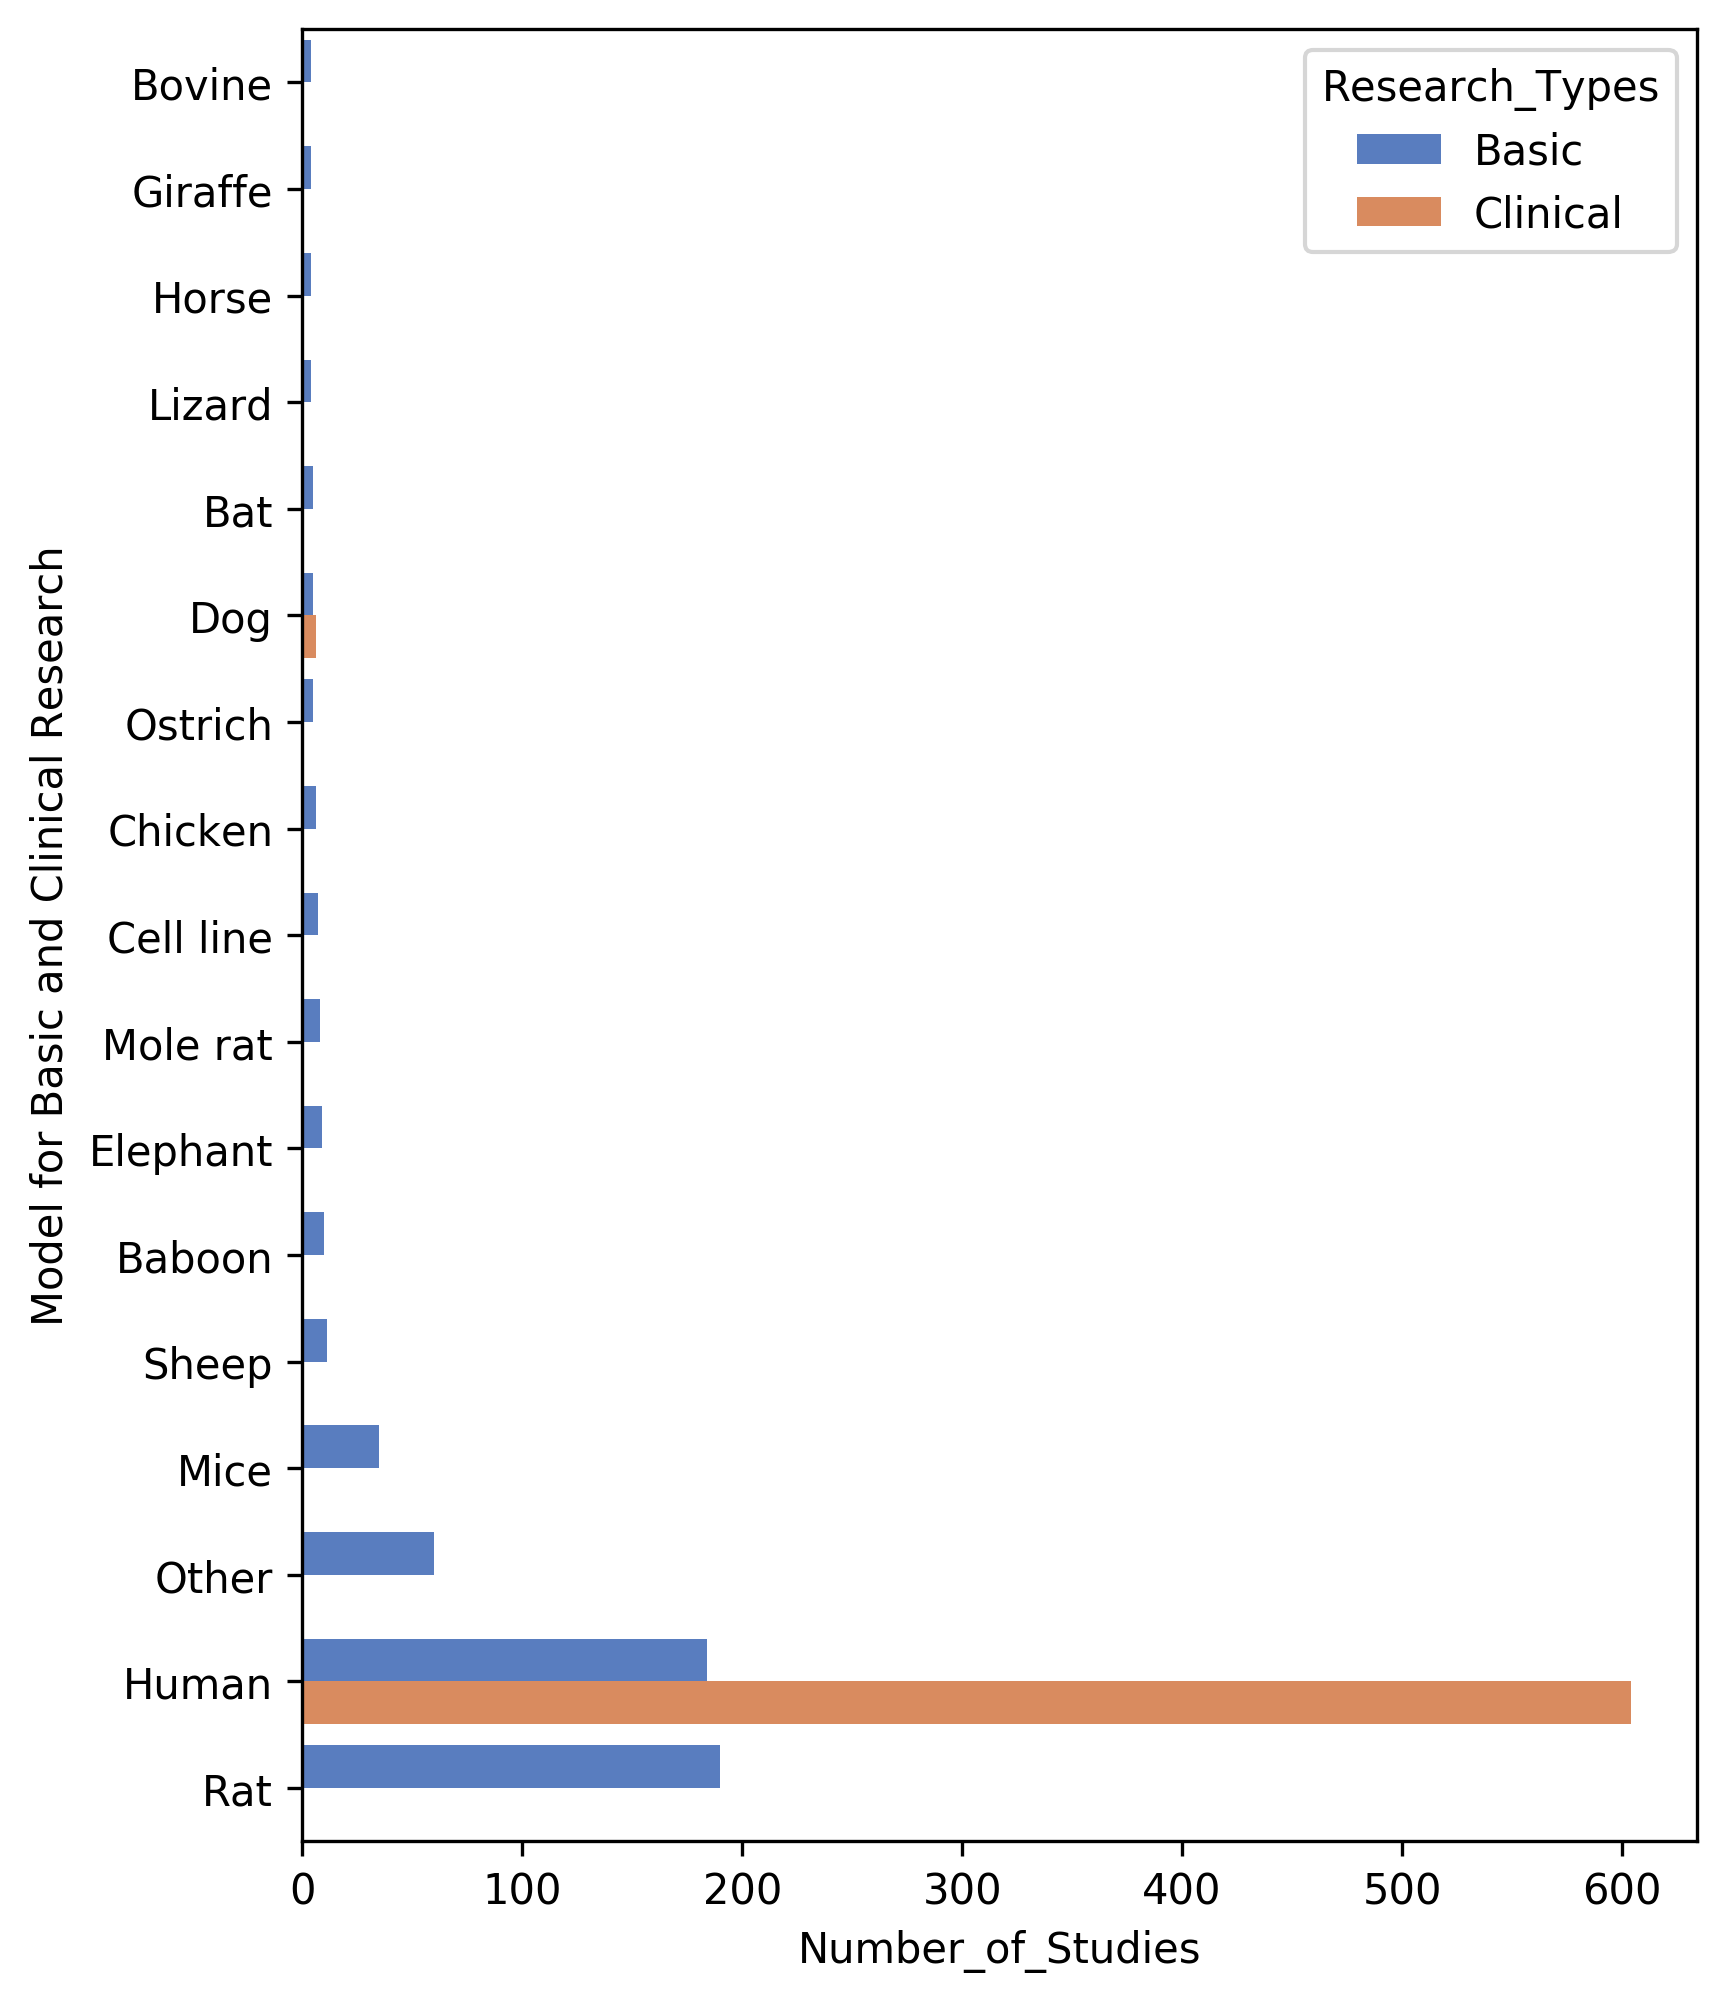 Research_Types
Basic
Clinical
Bovine
Giraffe
Horse
Lizard
Bat
Dog
Ostrich
Chicken
Cell line
Mole rat
Elephant
Baboon
Sheep
Mice
Other
Human
Rat
Model for Basic and Clinical Research
0 100 200 300 400 500 600
Number_of_Studies